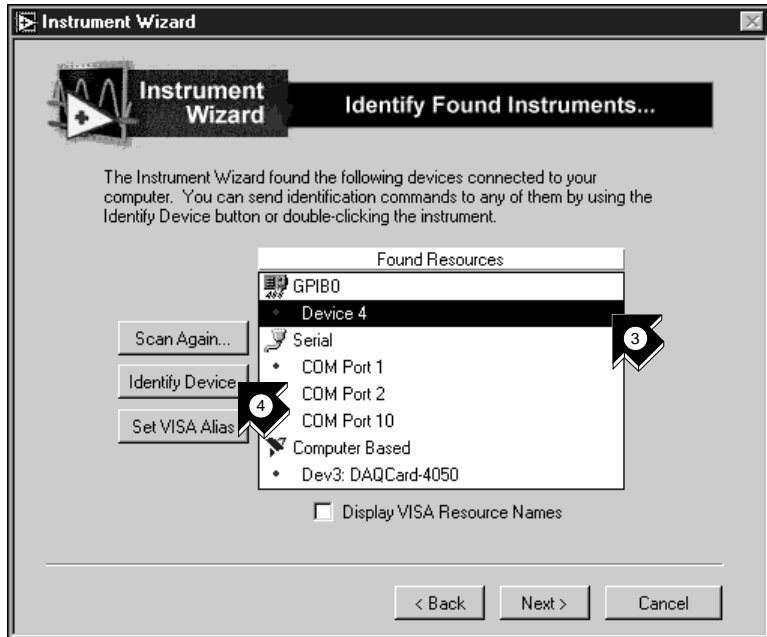 Instrument Wizard
Instrument
Wizard
Identify Found Instruments...
The Instrument Wizard found the following devices connected to your
computer. You can send identification commands to any of them by using the
Identify Device button or double-clicking the instrument.
Found Resources
GPIB0
Device 4
3
Scan Again...
Serial
COM Port 1
Identify Device
COM Port 2
4
Set VISA Alias
COM Port 10
Computer Based
Dev3: DAQCard-4050
Display VISA Resource Names
< Back
Next >
Cancel